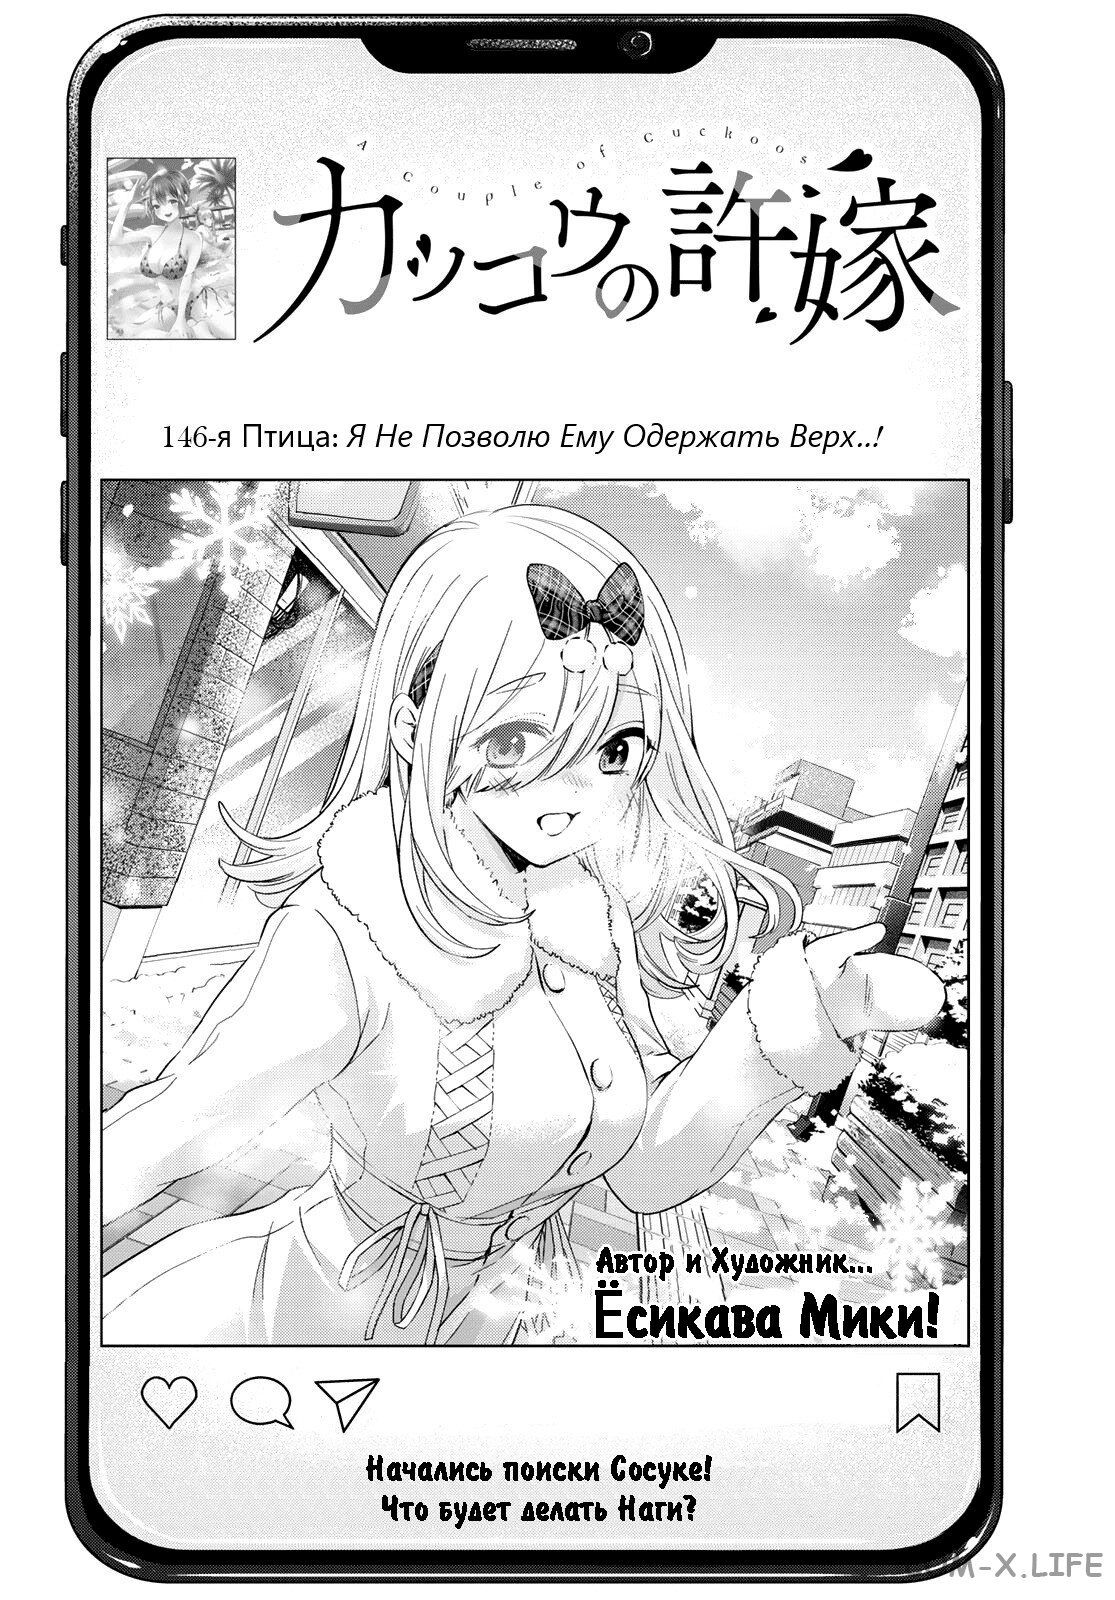 A Couple of Cuckoos
カッコウの許嫁
146-я Птица: Я Не Позволю Ему Одержать Верх..!
Автор и Художник...
Ёсикава Мики!
Начались поиски Сосуке!
Что будет делать Наги?
M-X.LIFE